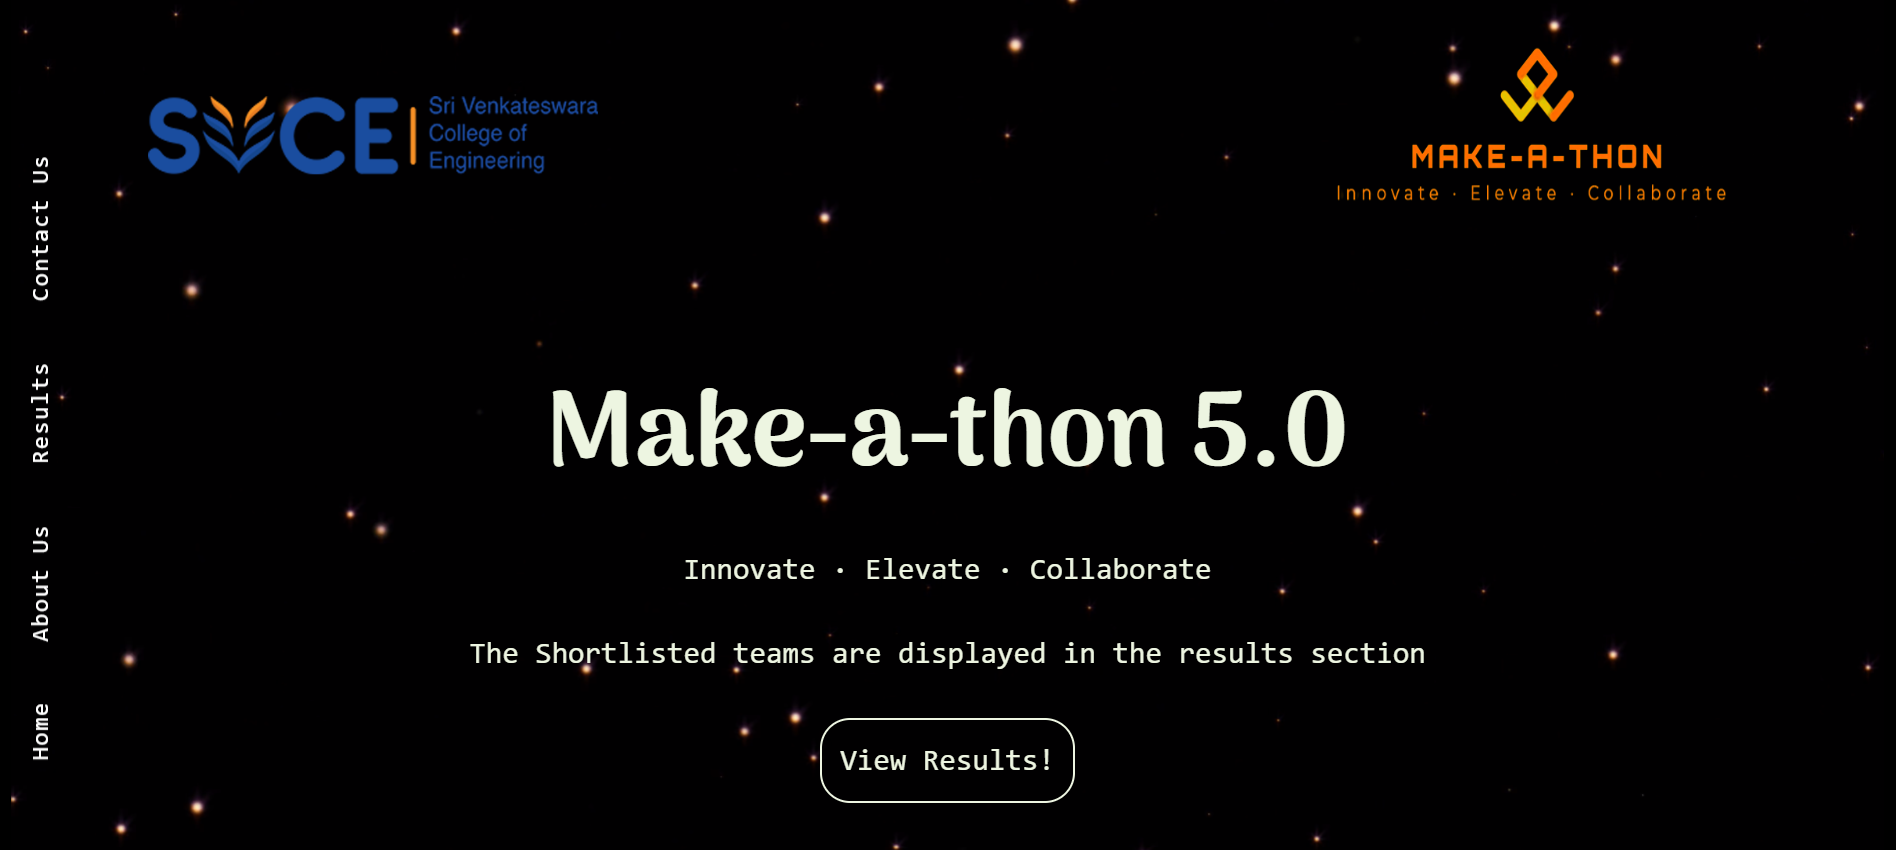 SVCE
Sri Venkateswara
College of
Engineering
MAKE-A-THON
Innovate · Elevate · Collaborate
Contact Us
Results
About Us
Home
Make-a-thon 5.0
Innovate · Elevate · Collaborate
The Shortlisted teams are displayed in the results section
View Results!